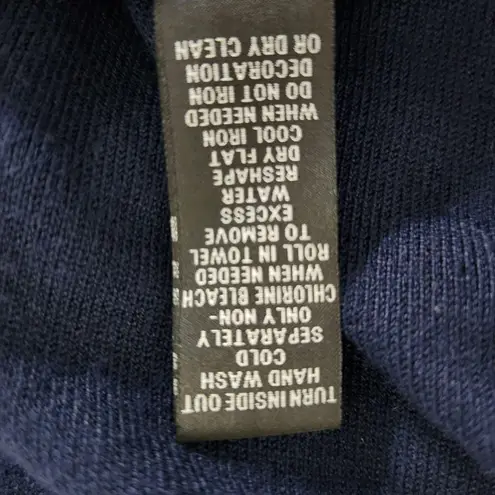 TURN INSIDE OUT
HAND WASH
COLD
SEPARATELY
ONLY NON-
CHLORINE BLEACH
WHEN NEEDED
ROLL IN TOWEL
TO REMOVE
EXCESS
WATER
RESHAPE
DRY FLAT
COOL IRON
WHEN NEEDED
DO NOT IRON
DECORATION
OR DRY CLEAN